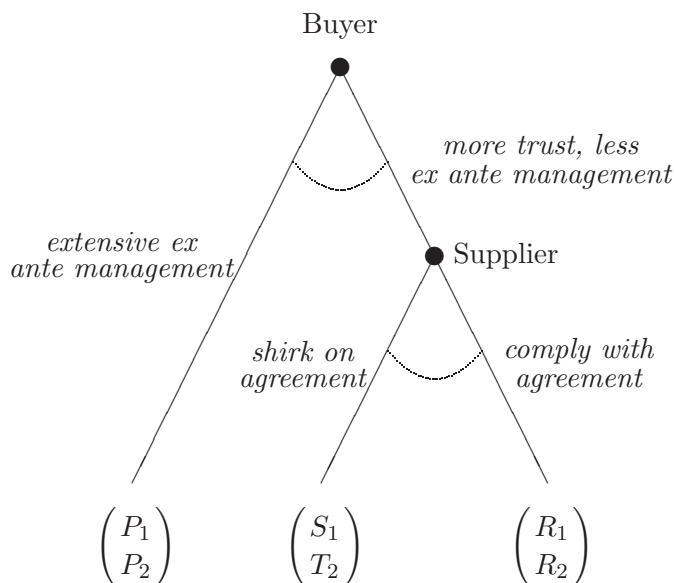 Buyer
more trust, less
ex ante management
extensive ex
ante management
Supplier
shirk on
agreement
comply with
agreement
(P₁ P₂)
(S₁ T₂)
(R₁ R₂)